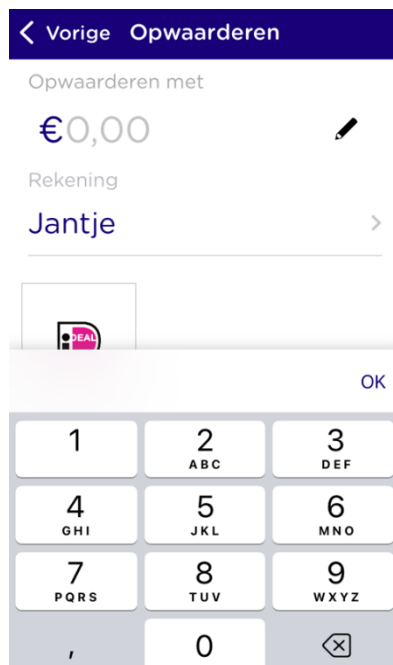 Vorige Opwaarderen
Opwaarderen met
€0,00
Rekening
Jantje
iDEAL
OK
1 2 3
ABC DEF
4 5 6
GHI JKL MNO
7 8 9
PQRS TUV WXYZ
, 0